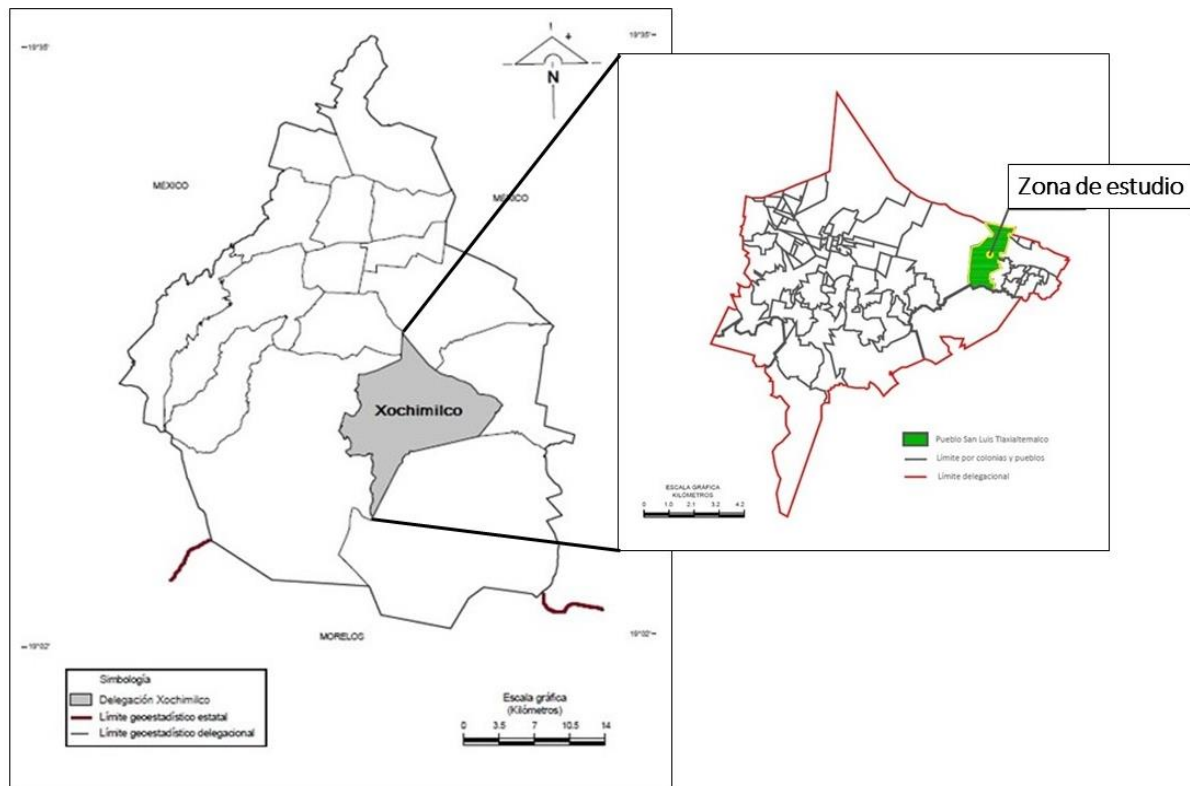 19°35'
19°35'
N
MÉXICO
MÉXICO
Xochimilco
MORELOS
19°02'
19°02'
Simbología
Delegación Xochimilco
Límite geoestadístico estatal
Límite geoestadístico delegacional
Escala gráfica
(Kilómetros)
0 3.5 7 10.5 14
Zona de estudio
Pueblo San Luis Tlaxialtemalco
Límite por colonias y pueblos
Límite delegacional
ESCALA GRÁFICA
KILÓMETROS
0 1.0 2.1 3.2 4.2